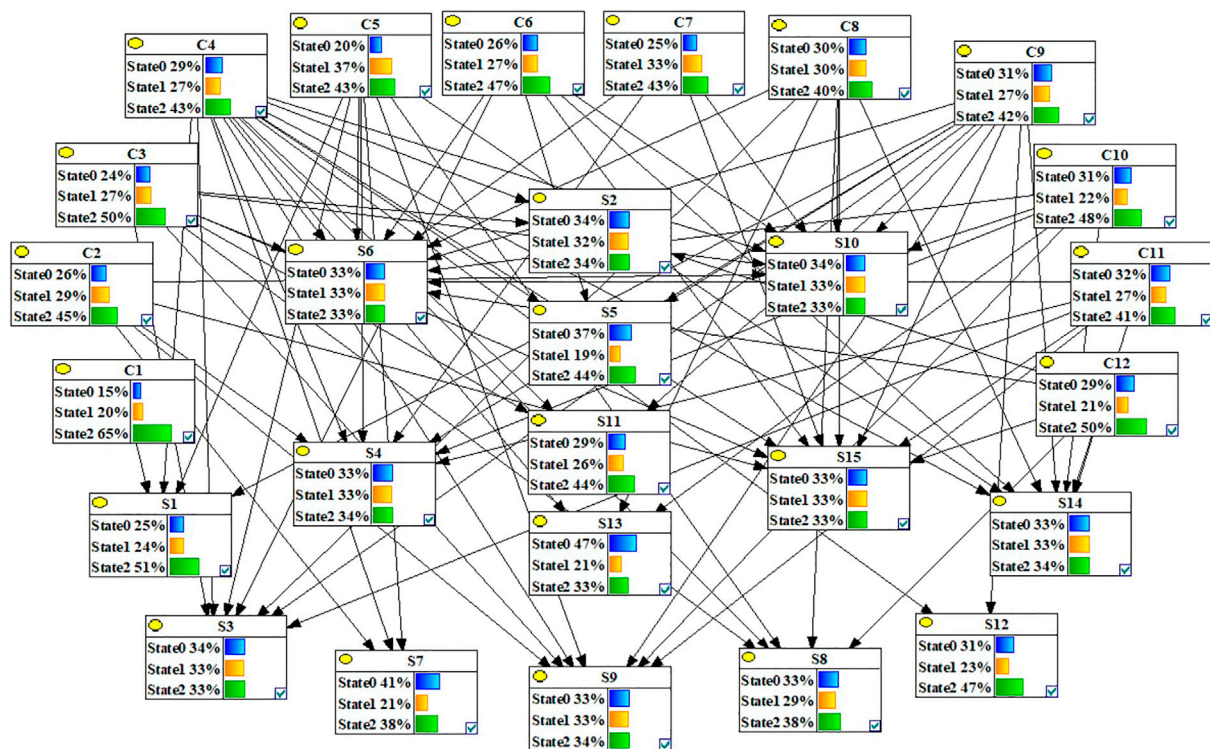 C4
State0 29%
State1 27%
State2 43%
C5
State0 20%
State1 37%
State2 43%
C6
State0 26%
State1 27%
State2 47%
C7
State0 25%
State1 33%
State2 43%
C8
State0 30%
State1 30%
State2 40%
C9
State0 31%
State1 27%
State2 42%
C3
State0 24%
State1 27%
State2 50%
C10
State0 31%
State1 22%
State2 48%
S2
State0 34%
State1 32%
State2 34%
C2
State0 26%
State1 29%
State2 45%
S6
State0 33%
State1 33%
State2 33%
S10
State0 34%
State1 33%
State2 33%
C11
State0 32%
State1 27%
State2 41%
S5
State0 37%
State1 19%
State2 44%
C1
State0 15%
State1 20%
State2 65%
C12
State0 29%
State1 21%
State2 50%
S11
State0 29%
State1 26%
State2 44%
S4
State0 33%
State1 33%
State2 34%
S15
State0 33%
State1 33%
State2 33%
S1
State0 25%
State1 24%
State2 51%
S14
State0 33%
State1 33%
State2 34%
S13
State0 47%
State1 21%
State2 33%
S3
State0 34%
State1 33%
State2 33%
S12
State0 31%
State1 23%
State2 47%
S7
State0 41%
State1 21%
State2 38%
S8
State0 33%
State1 29%
State2 38%
S9
State0 33%
State1 33%
State2 34%